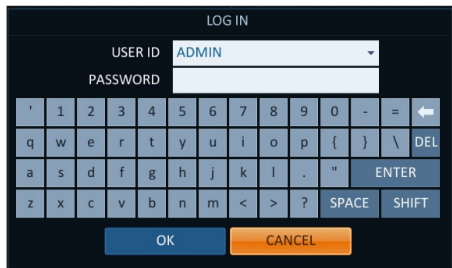 LOG IN
USER ID ADMIN
PASSWORD
' 1 2 3 4 5 6 7 8 9 0 - = ←
q w e r t y u i o p { } \ DEL
a s d f g h j k l . " ENTER
z x c v b n m < > ? SPACE SHIFT
OK CANCEL